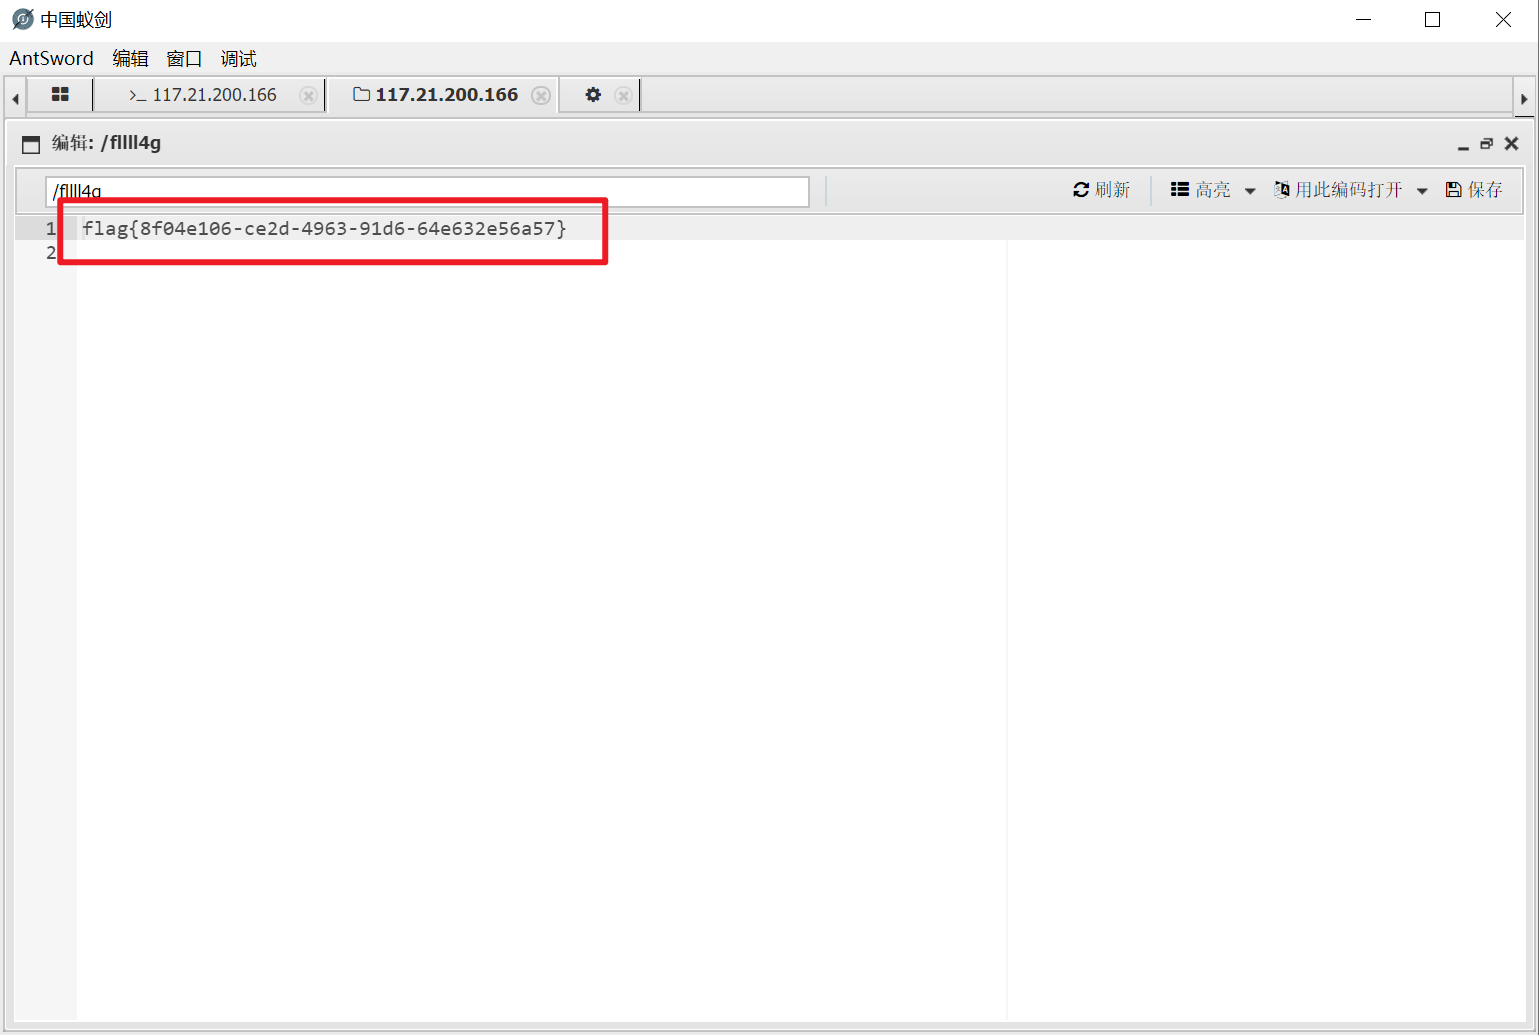 中国蚁剑
AntSword 编辑 窗口 调试
>_ 117.21.200.166 117.21.200.166
编辑: /fllll4g
/fllll4g
刷新 高亮 用此编码打开 保存
1 flag{8f04e106-ce2d-4963-91d6-64e632e56a57}
2